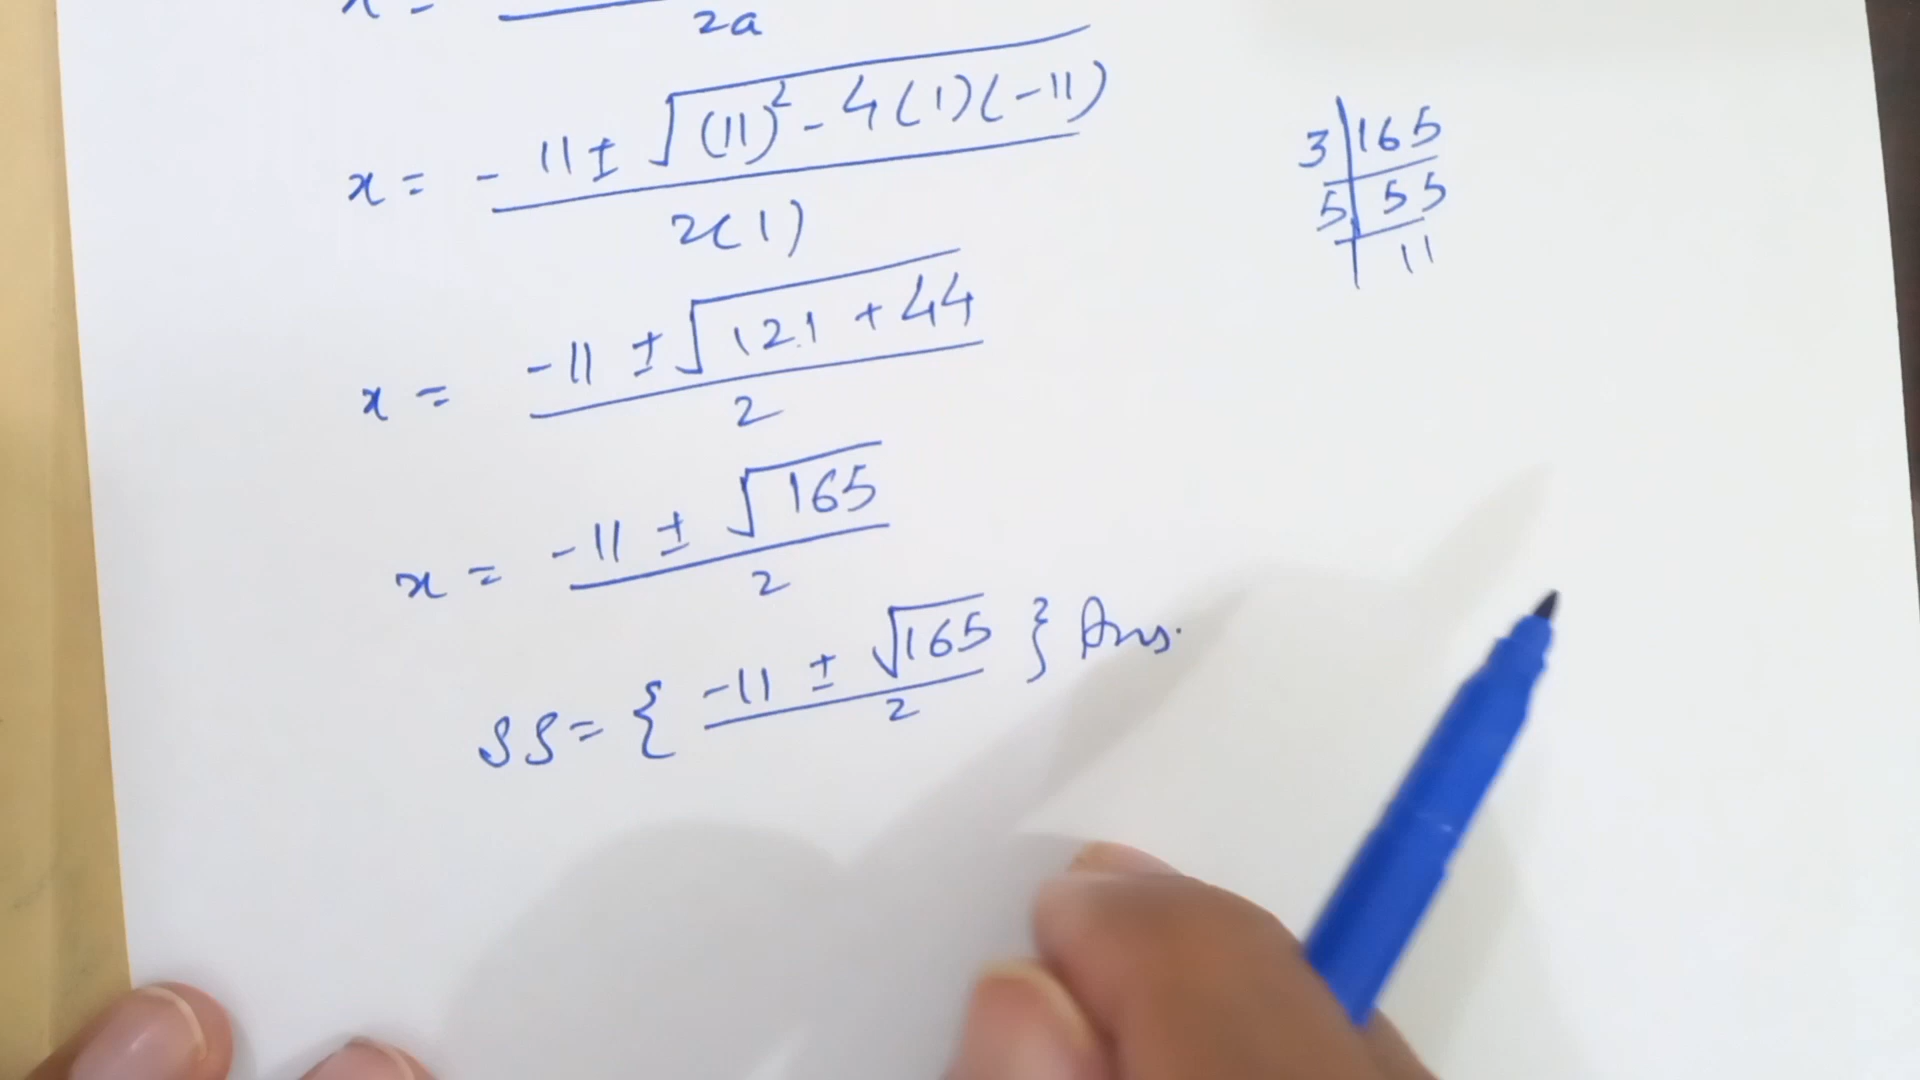 x = 2a
x = -11 ± √(11)² - 4(1)(-11) / 2(1)
x = -11 ± √121 + 44 / 2
x = -11 ± √165 / 2
SS = { -11 ± √165 / 2 } Ans.
3 | 165
5 | 55
| 11